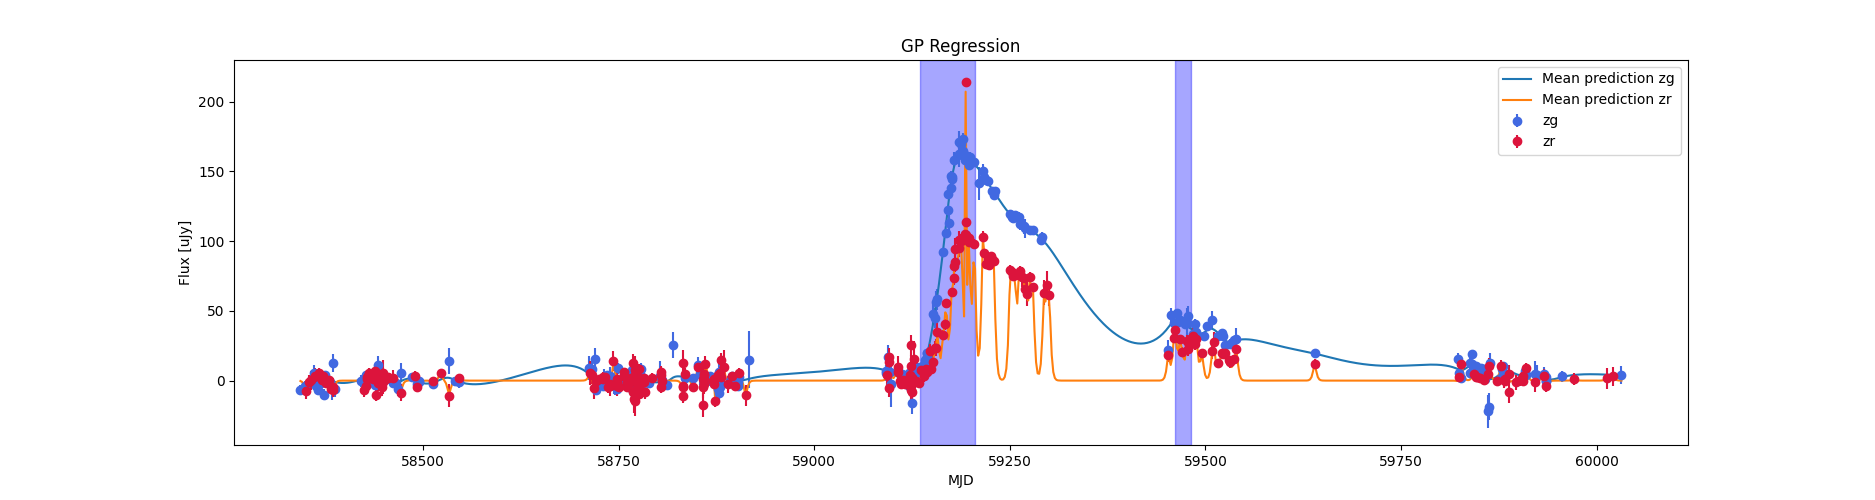 GP Regression
Flux [uJy]
200
150
100
50
0
Mean prediction zg
Mean prediction zr
zg
zr
58500
58750
59000
59250
59500
59750
60000
MJD